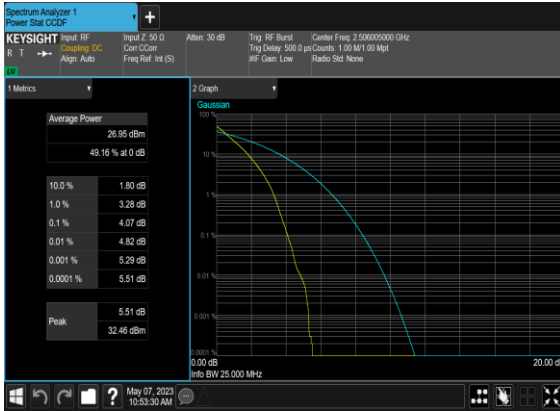 Spectrum Analyzer 1
Power Stat CCDF
KEYSIGHT
R T
Input: RF
Coupling: DC
Align: Auto
Input Z: 50 Ω
Corr CCorr
Freq Ref: Int (S)
Atten: 30 dB
Trig: RF Burst
Trig Delay: 500.0 µs
#IF Gain: Low
Center Freq: 2.506005000 GHz
Counts: 1.00 M/1.00 Mpt
Radio Std: None
1 Metrics
Average Power
26.95 dBm
49.16 % at 0 dB
10.0 % 1.80 dB
1.0 % 3.28 dB
0.1 % 4.07 dB
0.01 % 4.82 dB
0.001 % 5.29 dB
0.0001 % 5.51 dB
Peak
5.51 dB
32.46 dBm
2 Graph
Gaussian
100 %
10 %
1 %
0.1 %
0.01 %
0.001 %
0.0001 %
0.00 dB
20.00 d
Info BW 25.000 MHz
?
May 07, 2023
10:53:30 AM